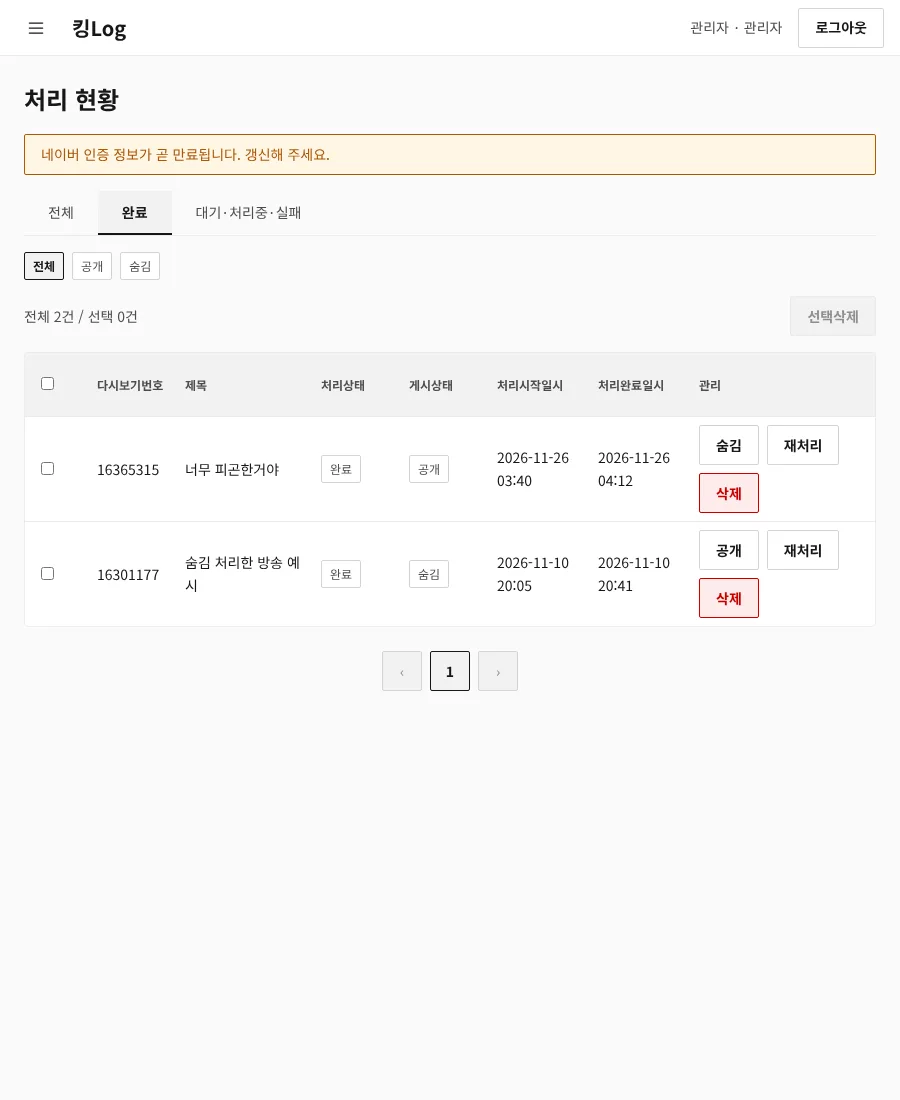 킹Log
관리자 · 관리자
로그아웃
처리 현황
네이버 인증 정보가 곧 만료됩니다. 갱신해 주세요.
전체
완료
대기·처리중·실패
전체
공개
숨김
전체 2건 / 선택 0건
선택삭제
다시보기번호
제목
처리상태
게시상태
처리시작일시
처리완료일시
관리
16365315
너무 피곤한거야
완료
공개
2026-11-26
03:40
2026-11-26
04:12
숨김
재처리
삭제
16301177
숨김 처리한 방송 예
시
완료
숨김
2026-11-10
20:05
2026-11-10
20:41
공개
재처리
삭제
‹
1
›